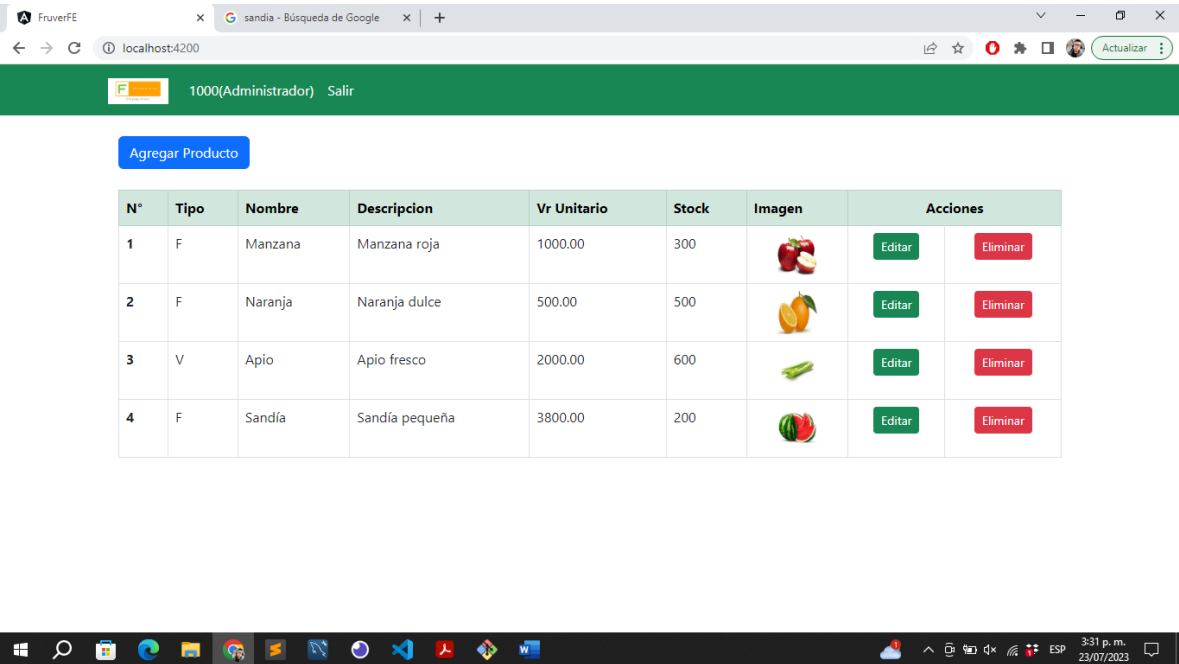 FruverFE
sandia - Búsqueda de Google
localhost:4200
Actualizar
F
1000(Administrador) Salir
Agregar Producto
N° Tipo Nombre Descripcion Vr Unitario Stock Imagen Acciones
1 F Manzana Manzana roja 1000.00 300 Editar Eliminar
2 F Naranja Naranja dulce 500.00 500 Editar Eliminar
3 V Apio Apio fresco 2000.00 600 Editar Eliminar
4 F Sandía Sandía pequeña 3800.00 200 Editar Eliminar
ESP
3:31 p. m.
23/07/2023